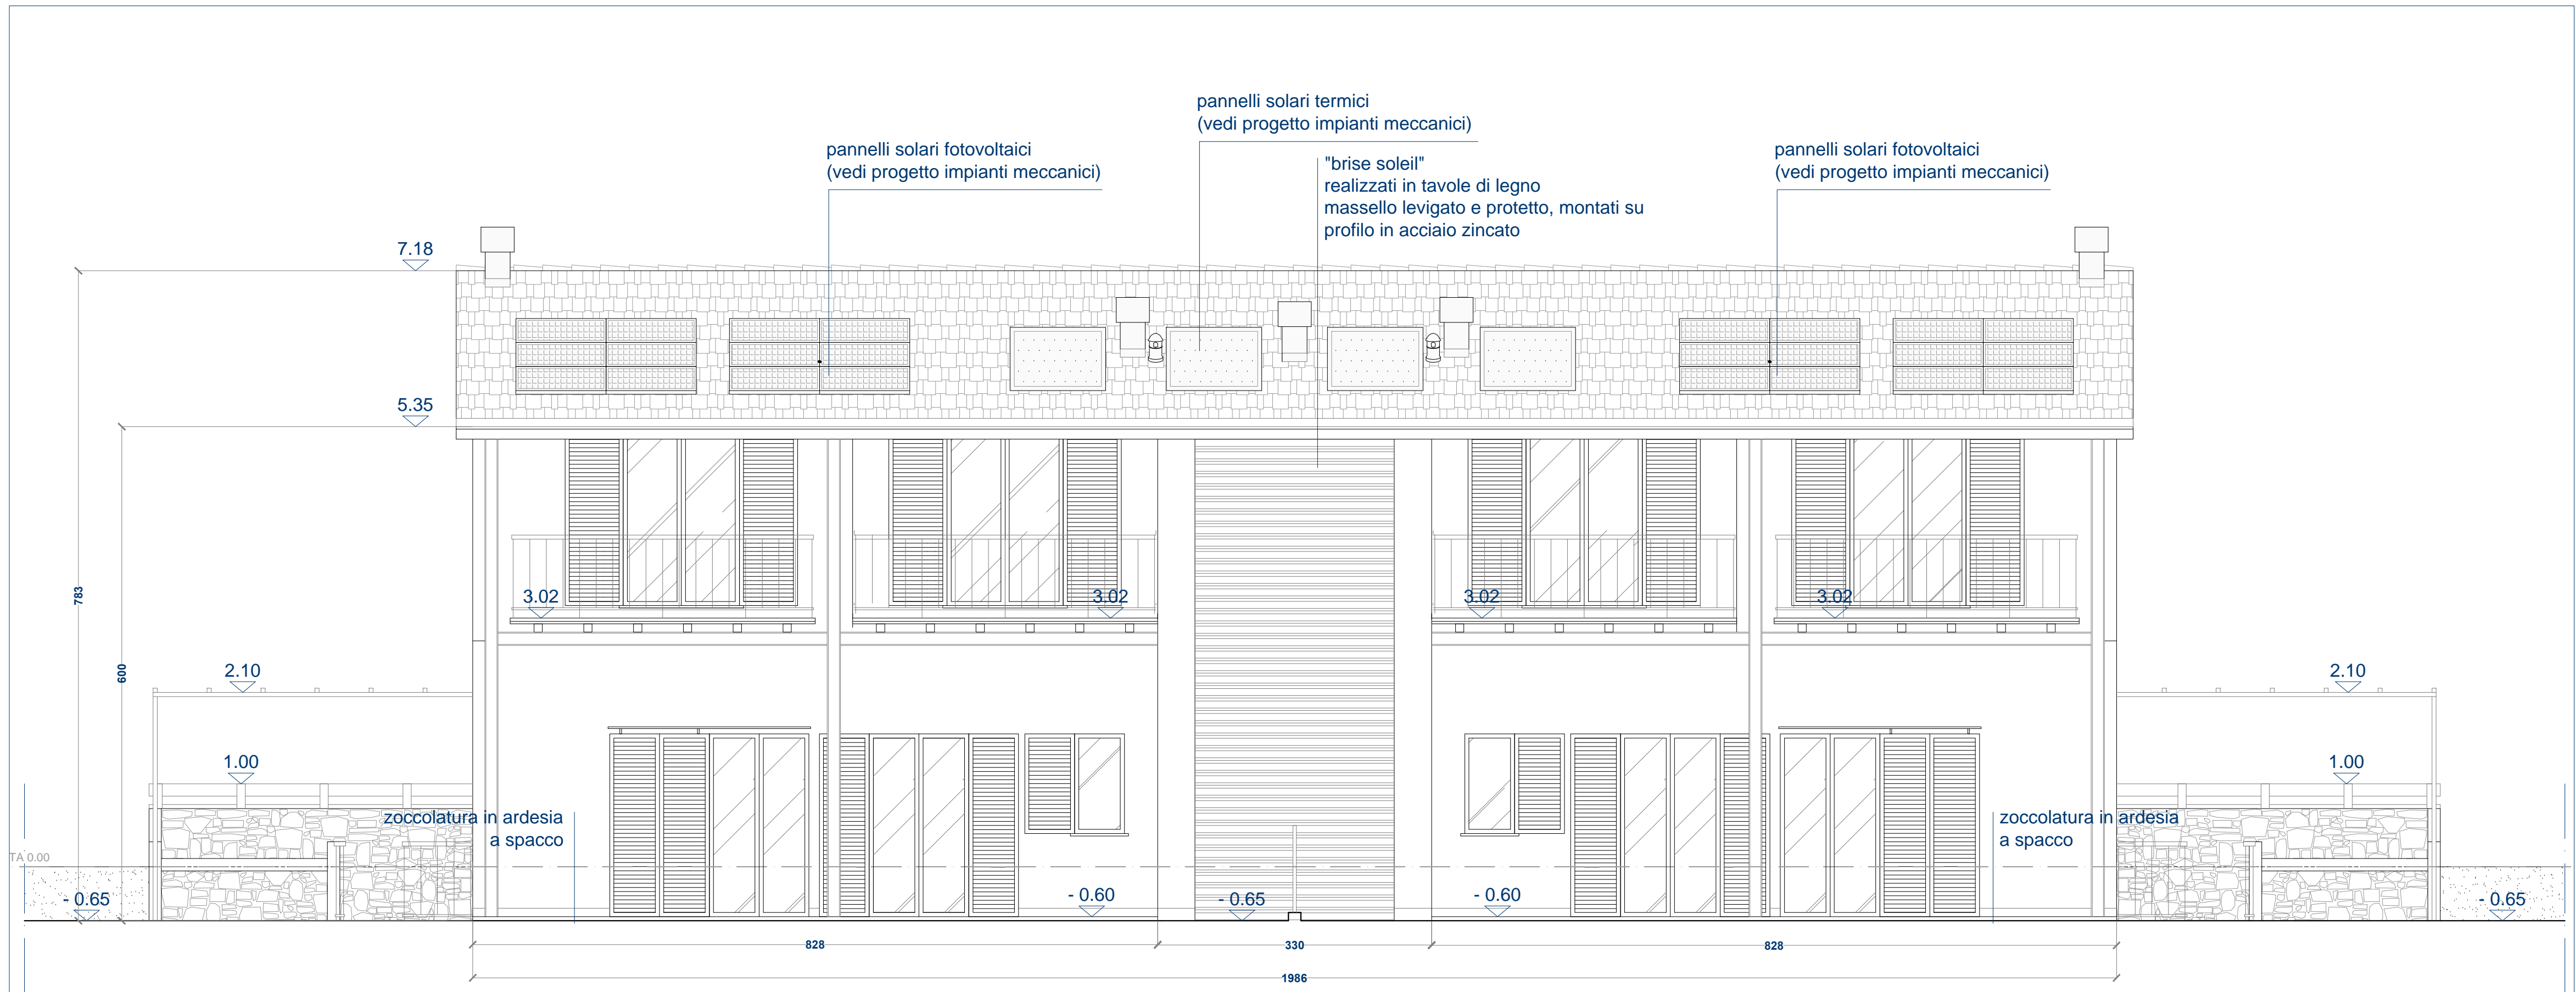 pannelli solari termici
(vedi progetto impianti meccanici)
pannelli solari fotovoltaici
(vedi progetto impianti meccanici)
"brise soleil"
realizzati in tavole di legno
massello levigato e protetto, montati su
profilo in acciaio zincato
pannelli solari fotovoltaici
(vedi progetto impianti meccanici)
7.18
5.35
783
600
3.02
3.02
3.02
3.02
2.10
2.10
1.00
1.00
zoccolatura in ardesia
a spacco
zoccolatura in ardesia
a spacco
TA 0.00
- 0.65
- 0.60
- 0.65
- 0.60
- 0.65
828
330
828
1986